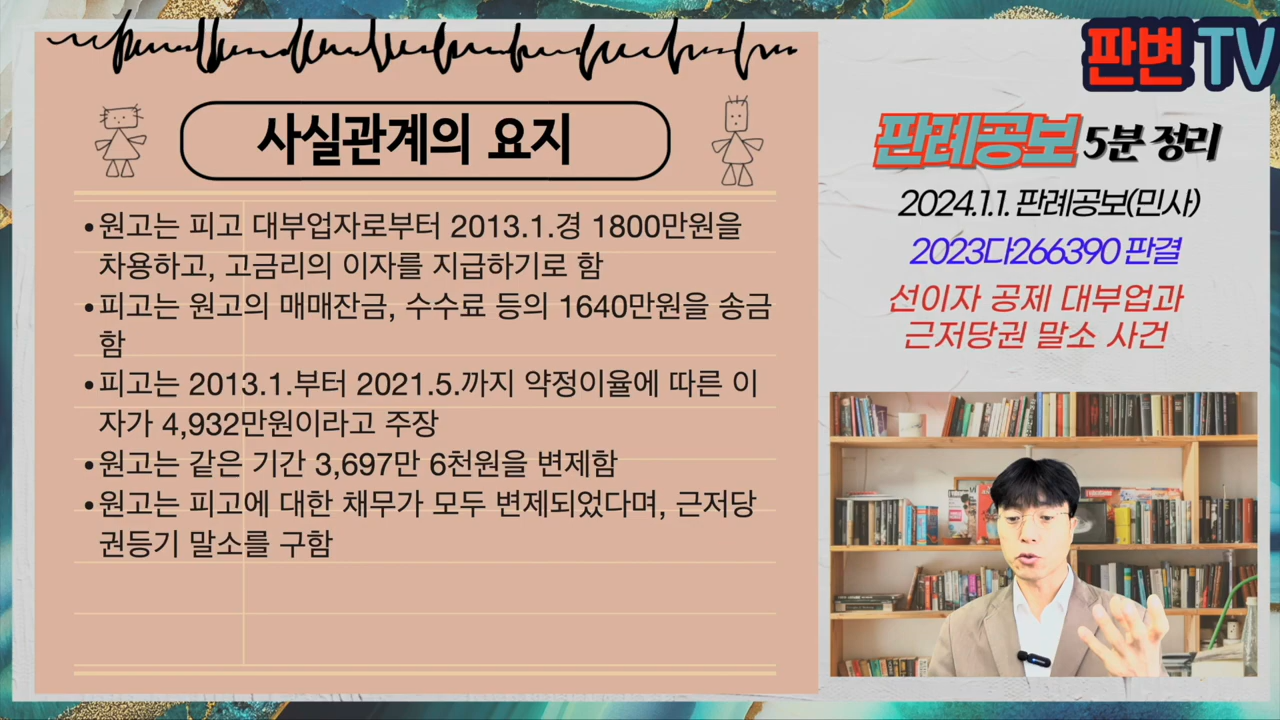 판변 TV
사실관계의 요지
•원고는 피고 대부업자로부터 2013.1.경 1800만원을
차용하고, 고금리의 이자를 지급하기로 함
•피고는 원고의 매매잔금, 수수료 등의 1640만원을 송금
함
•피고는 2013.1.부터 2021.5.까지 약정이율에 따른 이
자가 4,932만원이라고 주장
•원고는 같은 기간 3,697만 6천원을 변제함
•원고는 피고에 대한 채무가 모두 변제되었다며, 근저당
권등기 말소를 구함
판례공보 5분 정리
2024.1.1. 판례공보(민사)
2023다266390 판결
선이자 공제 대부업과
근저당권 말소 사건